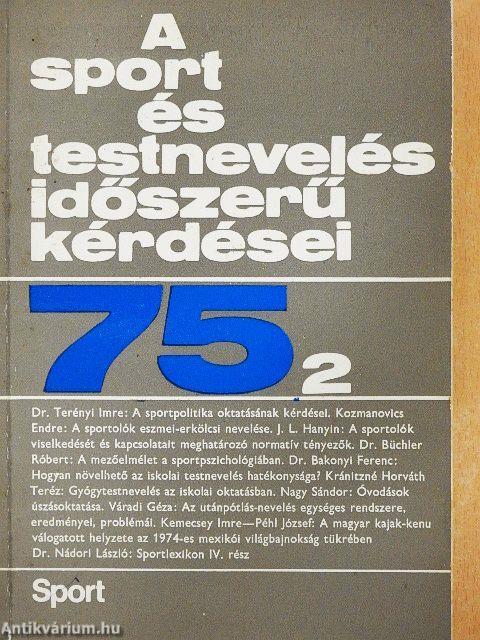 A
sport
és
testnevelés
időszerű
kérdései
75 2
Dr. Terényi Imre: A sportpolitika oktatásának kérdései. Kozmanovics
Endre: A sportolók eszmei-erkölcsi nevelése. J. L. Hanyin: A sportolók
viselkedését és kapcsolatait meghatározó normatív tényezők. Dr. Büchler
Róbert: A mezőelmélet a sportpszichológiában. Dr. Bakonyi Ferenc:
Hogyan növelhető az iskolai testnevelés hatékonysága? Kránitzné Horváth
Teréz: Gyógytestnevelés az iskolai oktatásban. Nagy Sándor: Óvodások
úszásoktatása. Váradi Géza: Az utánpótlás-nevelés egységes rendszere,
eredményei, problémái. Kemecsey Imre—Péhl József: A magyar kajak-kenu
válogatott helyzete az 1974-es mexikói világbajnokság tükrében
Dr. Nádori László: Sportlexikon IV. rész
Sport
Antikvárium.hu